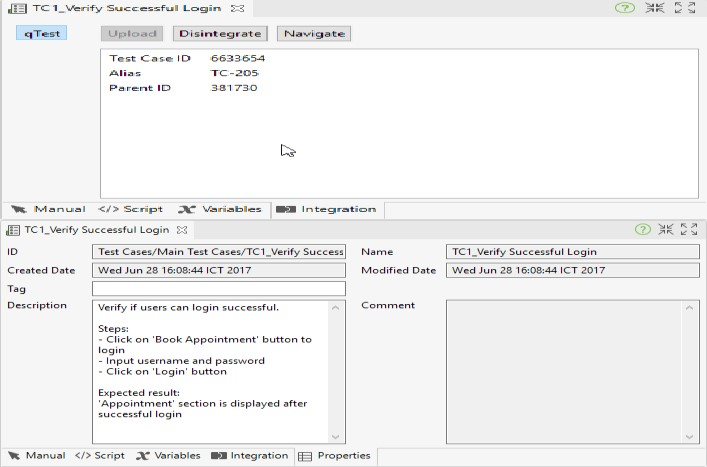 TC1_Verify Successful Login
qTest Upload Disintegrate Navigate
Test Case ID 6633654
Alias TC-205
Parent ID 381730
Manual </> Script Variables Integration
TC1_Verify Successful Login
ID Test Cases/Main Test Cases/TC1_Verify Success Name TC1_Verify Successful Login
Created Date Wed Jun 28 16:08:44 ICT 2017 Modified Date Wed Jun 28 16:08:44 ICT 2017
Tag
Description Verify if users can login successful. Comment
Steps:
- Click on 'Book Appointment' button to
login
- Input username and password
- Click on 'Login' button
Expected result:
'Appointment' section is displayed after
successful login
Manual </> Script Variables Integration Properties